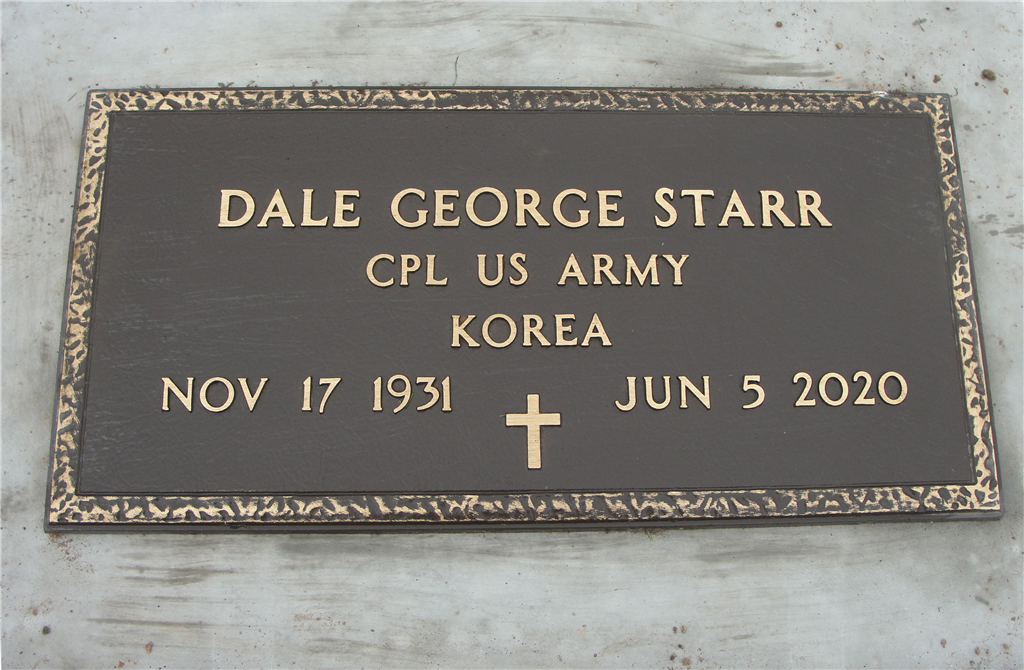 DALE GEORGE STARR
CPL US ARMY
KOREA
NOV 17 1931 JUN 5 2020